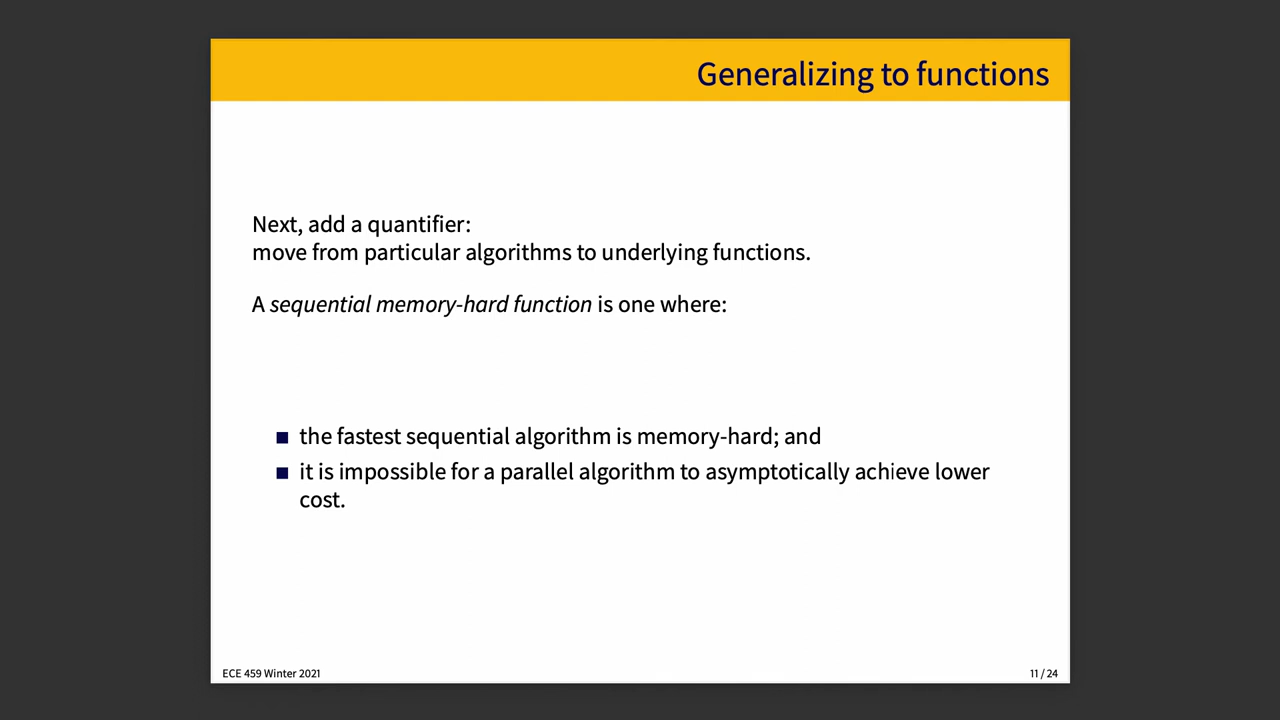 Generalizing to functions
Next, add a quantifier:
move from particular algorithms to underlying functions.
A sequential memory-hard function is one where:
the fastest sequential algorithm is memory-hard; and
it is impossible for a parallel algorithm to asymptotically achieve lower
cost.
ECE 459 Winter 2021
11 / 24